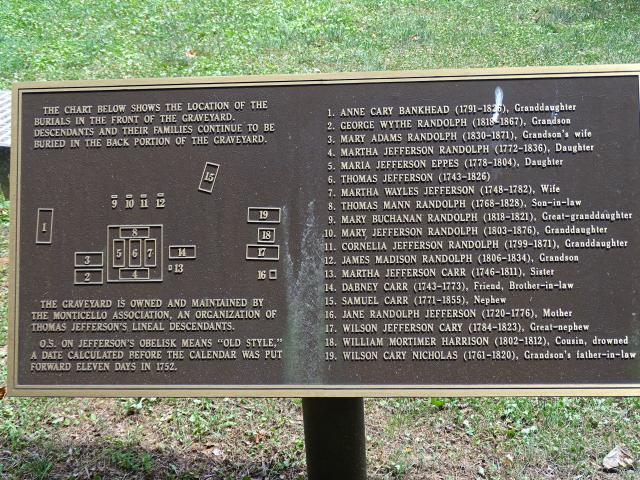 THE CHART BELOW SHOWS THE LOCATION OF THE
BURIALS IN THE FRONT OF THE GRAVEYARD.
DESCENDANTS AND THEIR FAMILIES CONTINUE TO BE
BURIED IN THE BACK PORTION OF THE GRAVEYARD.
15
9 10 11 12
1
19
8
18
3
5 6 7
14
17
13
2
4
16
THE GRAVEYARD IS OWNED AND MAINTAINED BY
THE MONTICELLO ASSOCIATION, AN ORGANIZATION OF
THOMAS JEFFERSON'S LINEAL DESCENDANTS.
O.S. ON JEFFERSON'S OBELISK MEANS "OLD STYLE,"
A DATE CALCULATED BEFORE THE CALENDAR WAS PUT
FORWARD ELEVEN DAYS IN 1752.
1. ANNE CARY BANKHEAD (1791-1826), Granddaughter
2. GEORGE WYTHE RANDOLPH (1818-1867), Grandson
3. MARY ADAMS RANDOLPH (1830-1871), Grandson's wife
4. MARTHA JEFFERSON RANDOLPH (1772-1836), Daughter
5. MARIA JEFFERSON EPPES (1778-1804), Daughter
6. THOMAS JEFFERSON (1743-1826)
7. MARTHA WAYLES JEFFERSON (1748-1782), Wife
8. THOMAS MANN RANDOLPH (1768-1828), Son-in-law
9. MARY BUCHANAN RANDOLPH (1818-1821), Great-granddaughter
10. MARY JEFFERSON RANDOLPH (1803-1876), Granddaughter
11. CORNELIA JEFFERSON RANDOLPH (1799-1871), Granddaughter
12. JAMES MADISON RANDOLPH (1806-1834), Grandson
13. MARTHA JEFFERSON CARR (1746-1811), Sister
14. DABNEY CARR (1743-1773), Friend, Brother-in-law
15. SAMUEL CARR (1771-1855), Nephew
16. JANE RANDOLPH JEFFERSON (1720-1776), Mother
17. WILSON JEFFERSON CARY (1784-1823), Great-nephew
18. WILLIAM MORTIMER HARRISON (1802-1812), Cousin, drowned
19. WILSON CARY NICHOLAS (1761-1820), Grandson's father-in-law